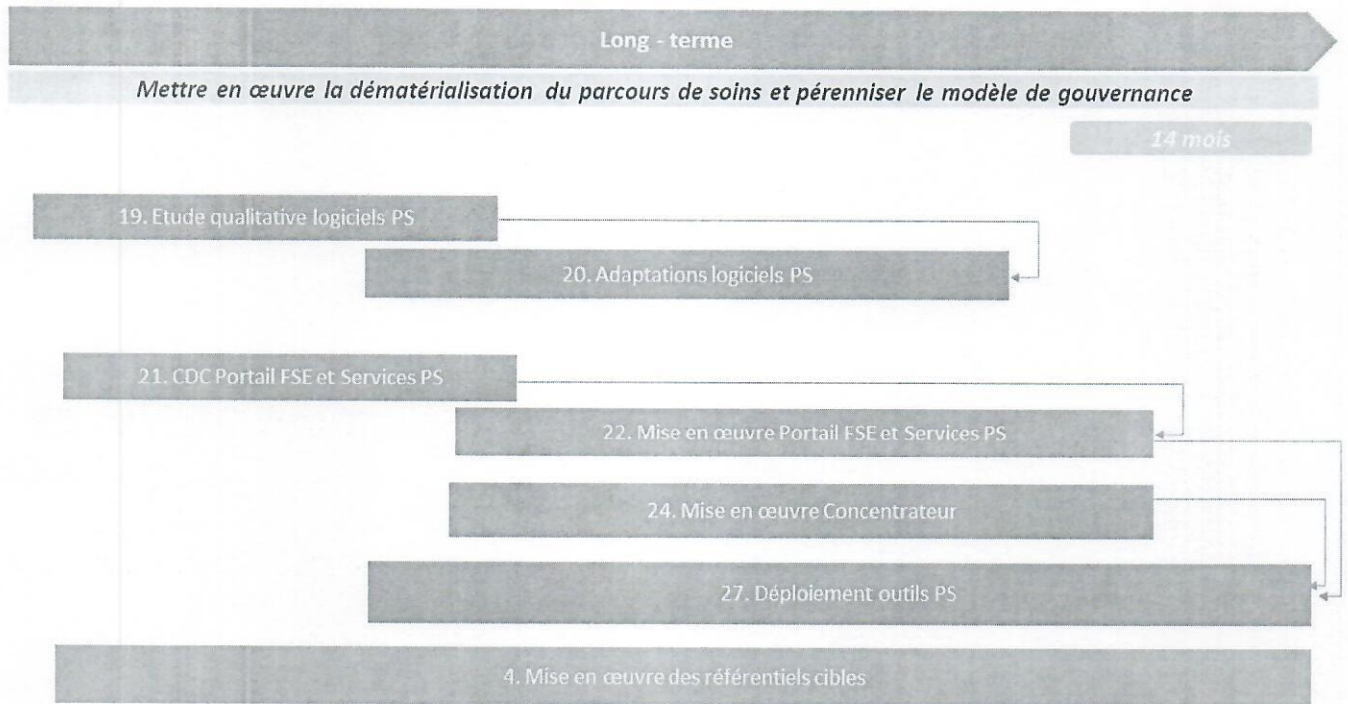 Long - terme
Mettre en œuvre la dématérialisation du parcours de soins et pérenniser le modèle de gouvernance
14 mois
19. Etude qualitative logiciels PS
20. Adaptations logiciels PS
21. CDC Portail FSE et Services PS
22. Mise en œuvre Portail FSE et Services PS
24. Mise en œuvre Concentrateur
27. Déploiement outils PS
4. Mise en œuvre des référentiels cibles